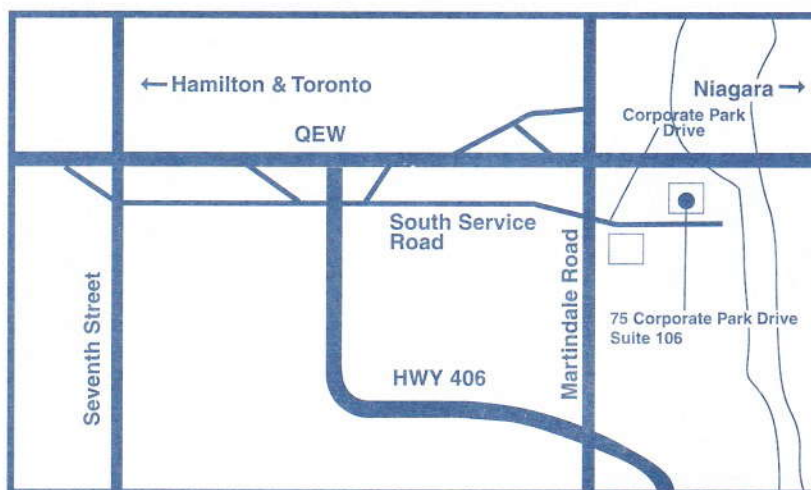 ← Hamilton & Toronto
Niagara →
Corporate Park
Drive
QEW
South Service
Road
Seventh Street
HWY 406
Martindale Road
75 Corporate Park Drive
Suite 106